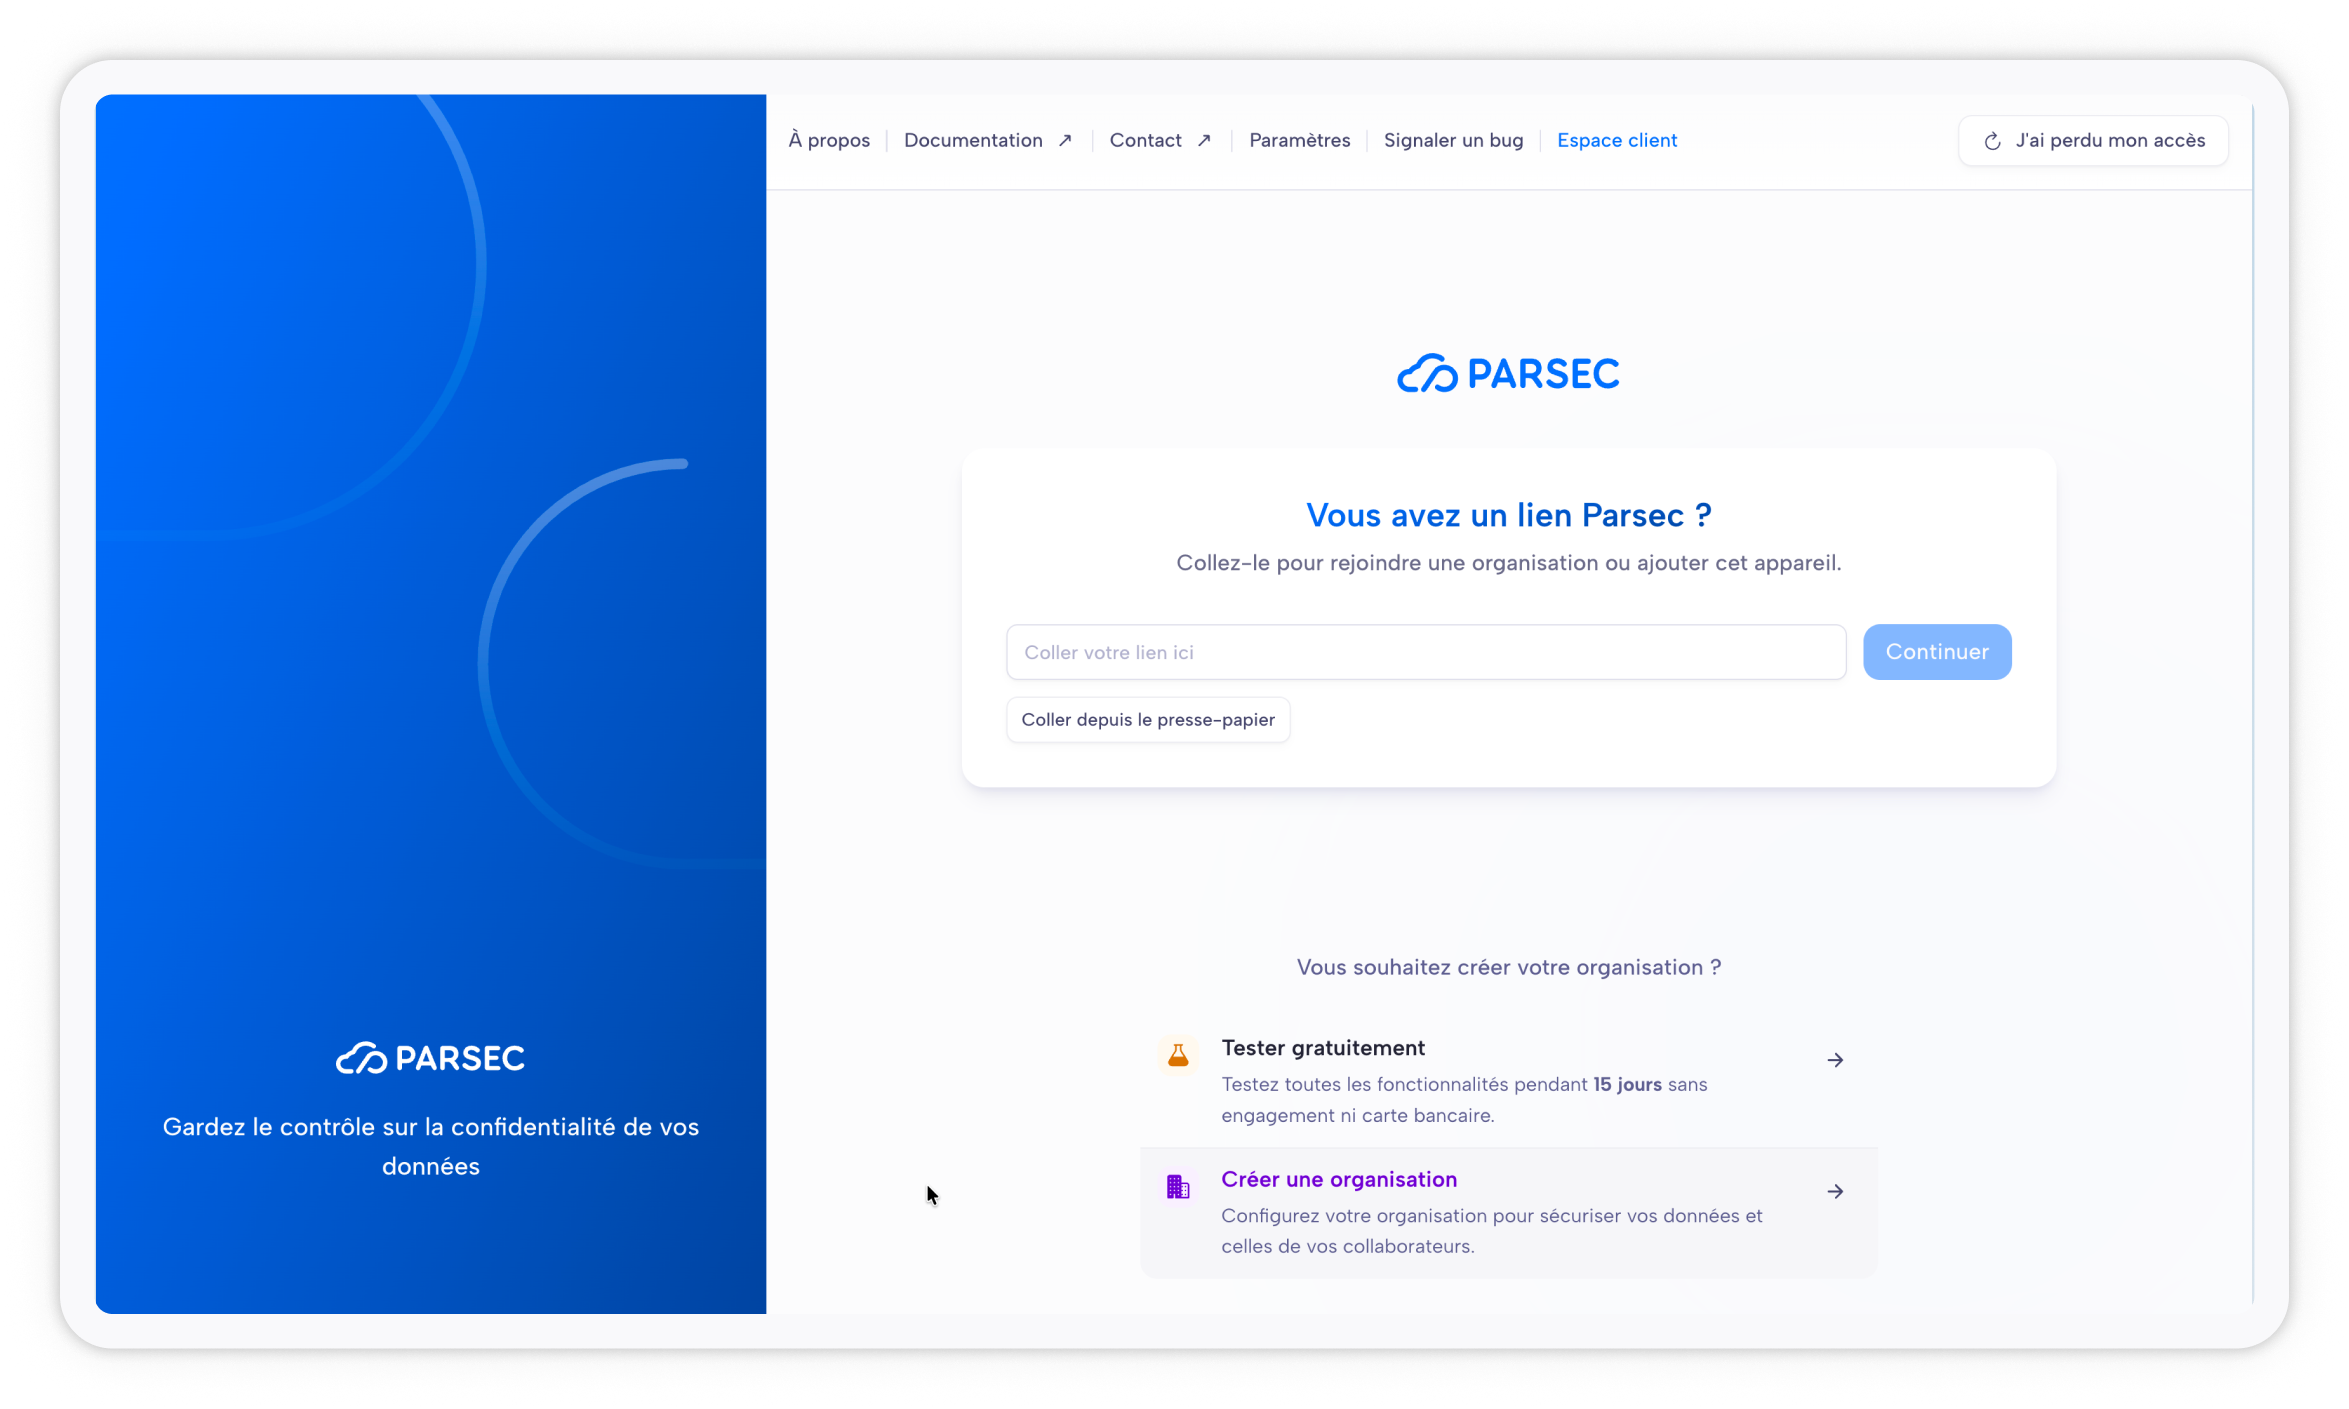 À propos
Documentation ↗
Contact ↗
Paramètres
Signaler un bug
Espace client
J'ai perdu mon accès
PARSEC
Vous avez un lien Parsec ?
Collez-le pour rejoindre une organisation ou ajouter cet appareil.
Coller votre lien ici
Continuer
Coller depuis le presse-papier
Vous souhaitez créer votre organisation ?
Tester gratuitement
Testez toutes les fonctionnalités pendant 15 jours sans
engagement ni carte bancaire.
Créer une organisation
Configurez votre organisation pour sécuriser vos données et
celles de vos collaborateurs.
PARSEC
Gardez le contrôle sur la confidentialité de vos
données